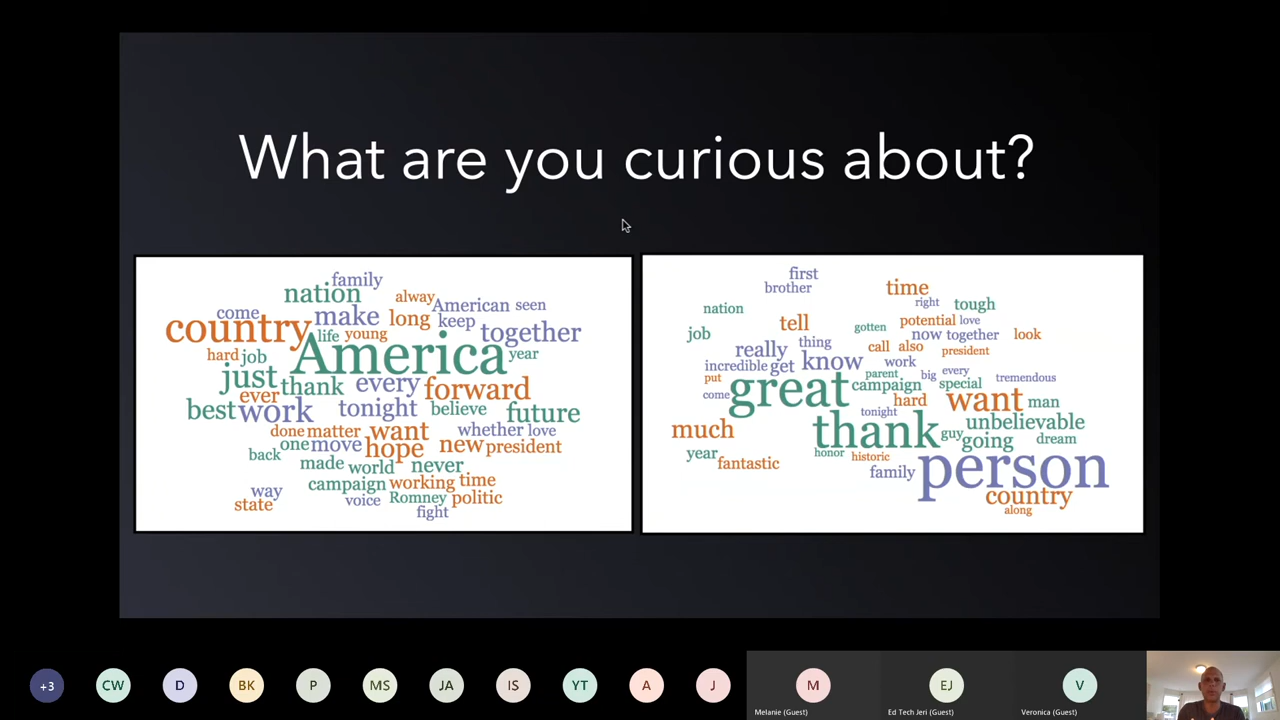 What are you curious about?
family
nation alway American seen
come make long keep together
country life young
hard job America year
just thank every forward
ever
best work tonight believe future
done matter want whether love
back one move hope new president
made world never
campaign working time
way voice Romney politic
state fight
first
brother time
nation right tough
job tell gotten potential love
really thing call also now together look
incredible get know work president
put parent big every
come great campaign special tremendous
hard want man
tonight
much thank guy going unbelievable
year honor historic dream
fantastic family person
country
along
+3 CW D BK P MS JA IS YT A J M EJ V
Melanie (Guest) Ed Tech Jeri (Guest) Veronica (Guest)